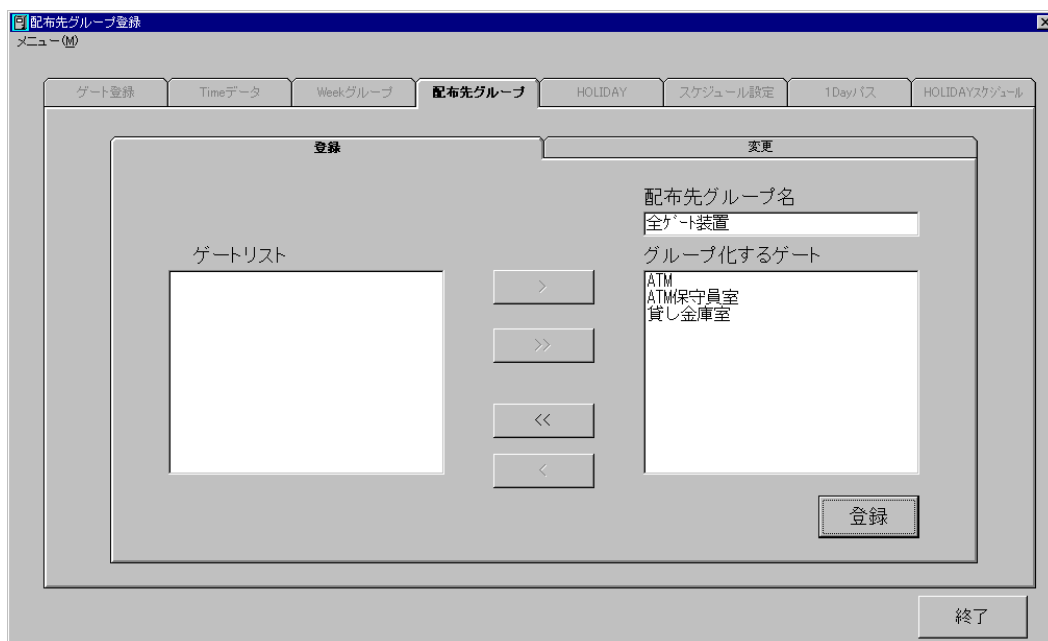 配布先グループ登録
メニュー(M)
ゲート登録 Timeデータ Weekグループ 配布先グループ HOLIDAY スケジュール設定 1Dayパス HOLIDAYスケジュール
登録 変更
配布先グループ名
全ゲート装置
ゲートリスト グループ化するゲート
ATM
ATM保守員室
貸し金庫室
>
>>
<<
<
登録
終了